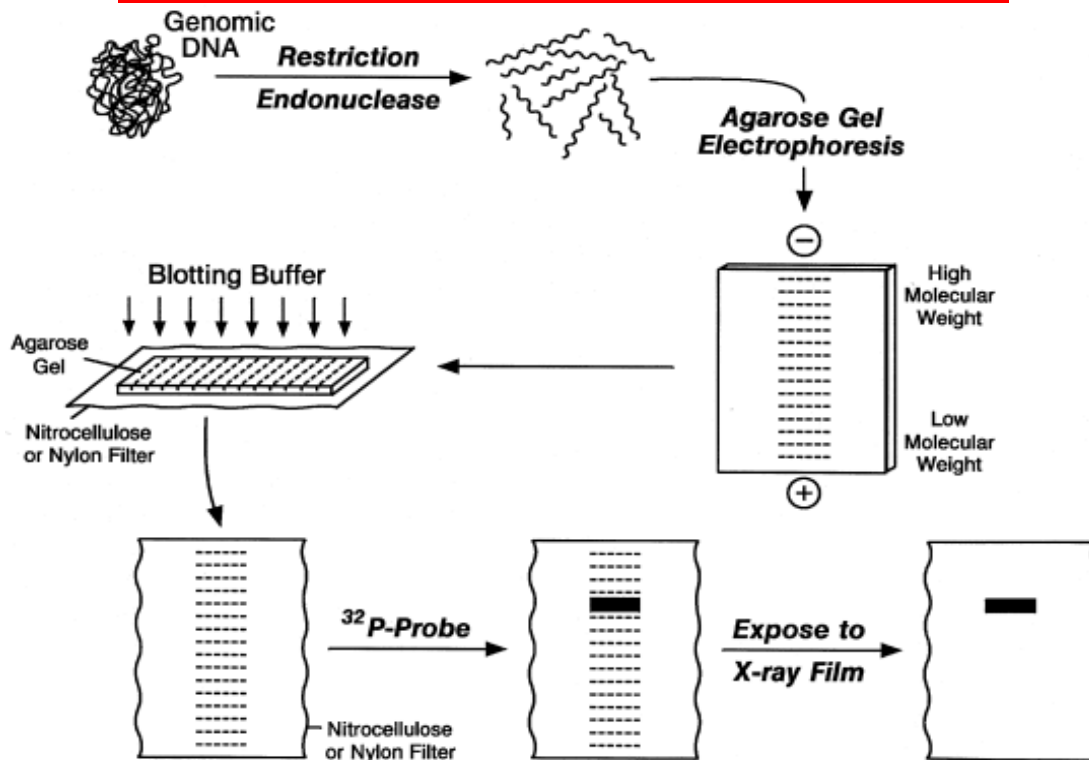 Genomic
DNA
Restriction
Endonuclease
Agarose Gel
Electrophoresis
−
High
Molecular
Weight
Low
Molecular
Weight
+
Blotting Buffer
Agarose
Gel
Nitrocellulose
or Nylon Filter
32P-Probe
Nitrocellulose
or Nylon Filter
Expose to
X-ray Film